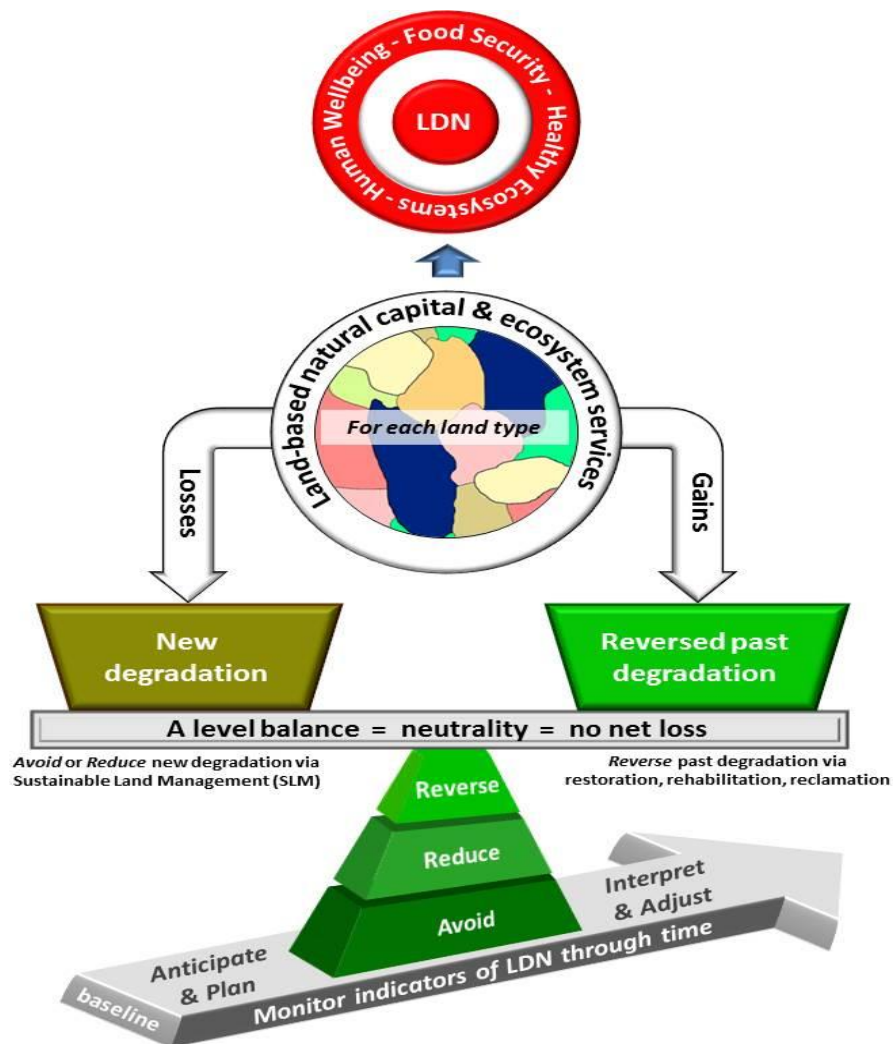 Human Wellbeing - Food Security - Healthy Ecosystems -
LDN
Land-based natural capital & ecosystem services
For each land type
Losses
Gains
New
degradation
Reversed past
degradation
A level balance = neutrality = no net loss
Avoid or Reduce new degradation via
Sustainable Land Management (SLM)
Reverse past degradation via
restoration, rehabilitation, reclamation
Reverse
Reduce
Avoid
Interpret
& Adjust
Anticipate
& Plan
Monitor indicators of LDN through time
baseline